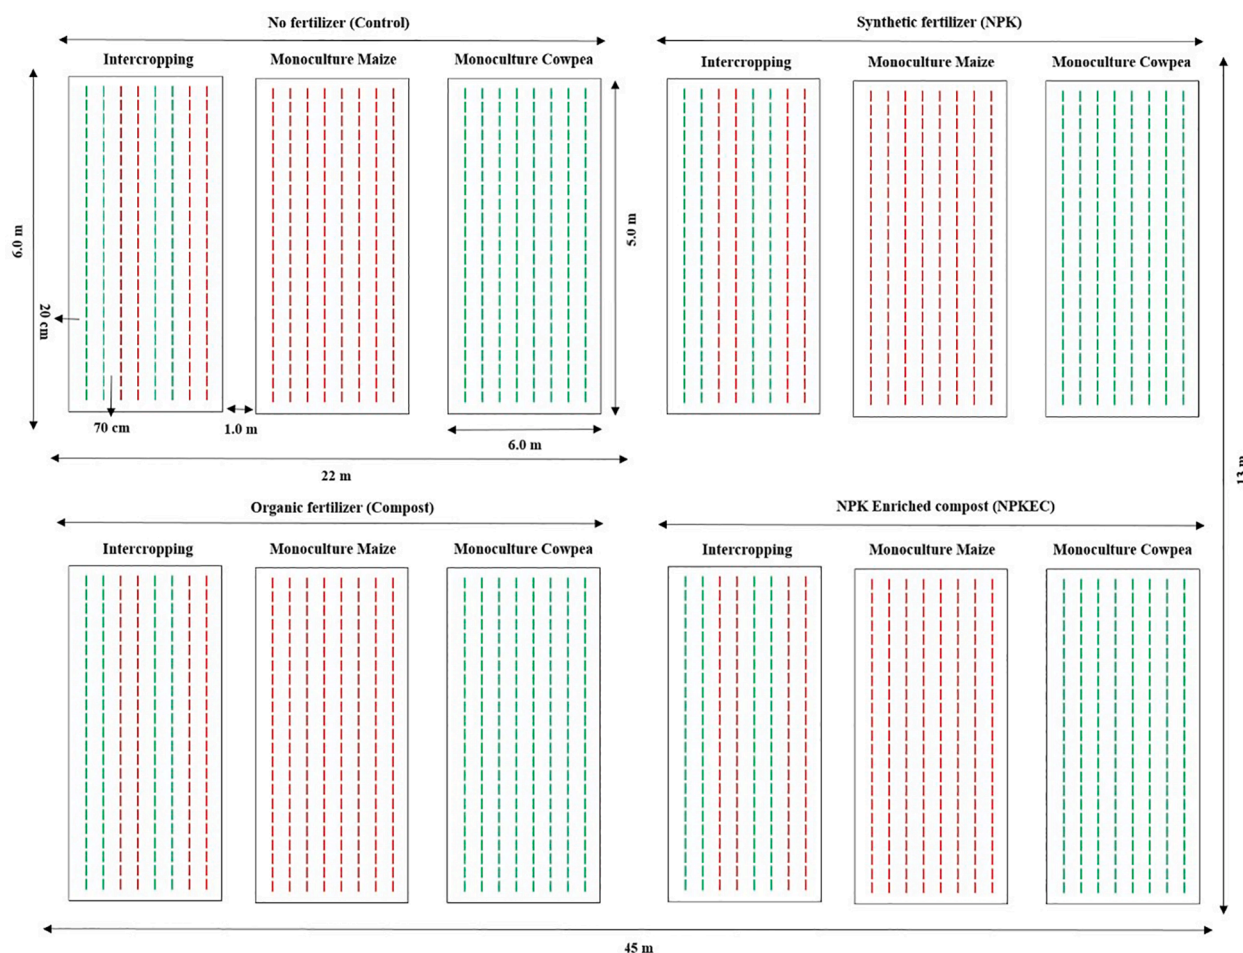 No fertilizer (Control)
Synthetic fertilizer (NPK)
Intercropping
Monoculture Maize
Monoculture Cowpea
Intercropping
Monoculture Maize
Monoculture Cowpea
6.0 m
5.0 m
20 cm
70 cm
1.0 m
6.0 m
22 m
13 m
Organic fertilizer (Compost)
NPK Enriched compost (NPKEC)
Intercropping
Monoculture Maize
Monoculture Cowpea
Intercropping
Monoculture Maize
Monoculture Cowpea
45 m